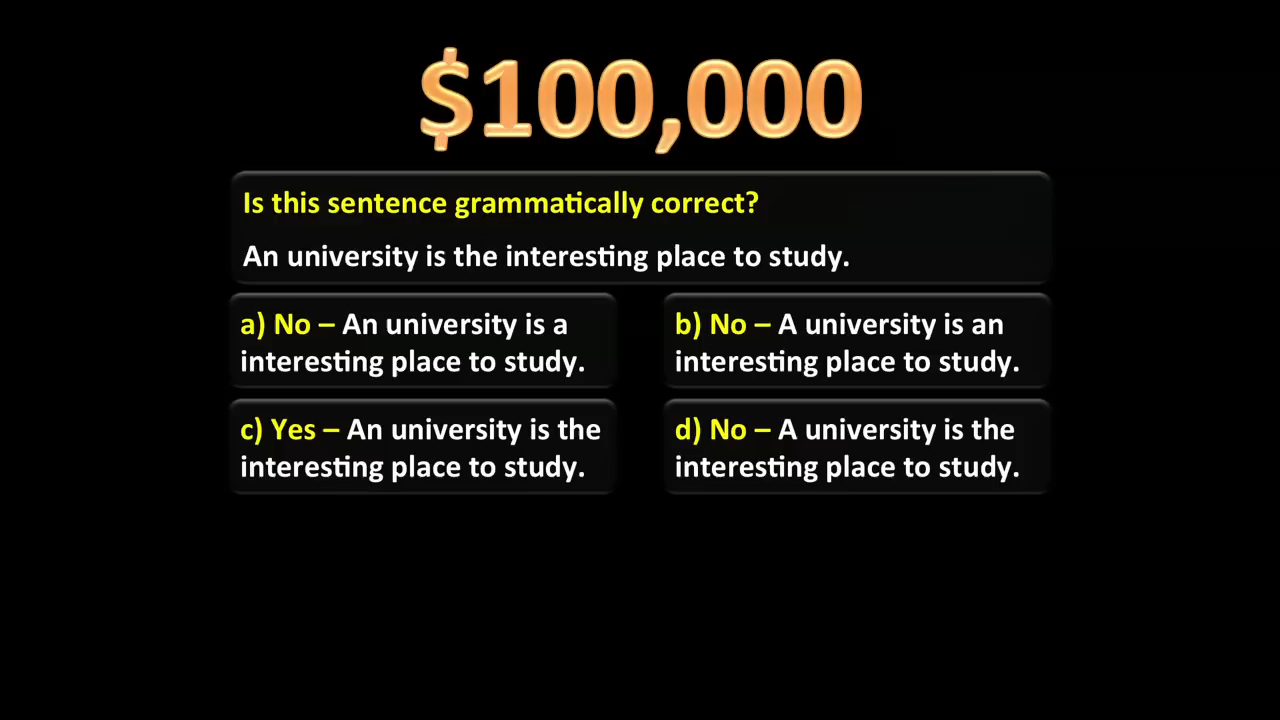 $100,000
Is this sentence grammatically correct?
An university is the interesting place to study.
a) No – An university is a
interesting place to study.
b) No – A university is an
interesting place to study.
c) Yes – An university is the
interesting place to study.
d) No – A university is the
interesting place to study.